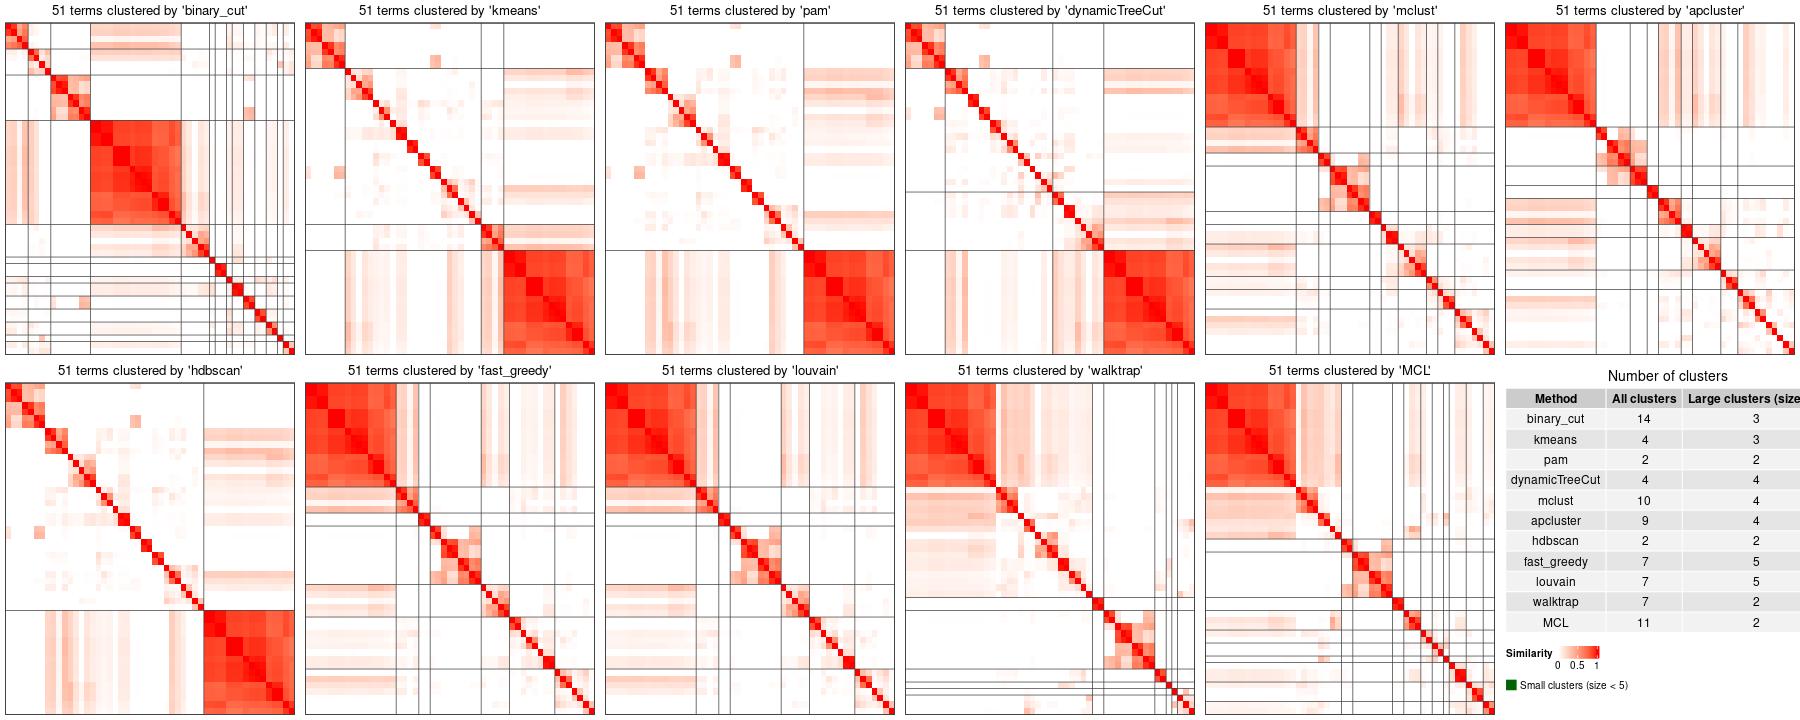 51 terms clustered by 'binary_cut'
51 terms clustered by 'kmeans'
51 terms clustered by 'pam'
51 terms clustered by 'dynamicTreeCut'
51 terms clustered by 'mclust'
51 terms clustered by 'apcluster'
51 terms clustered by 'hdbscan'
51 terms clustered by 'fast_greedy'
51 terms clustered by 'louvain'
51 terms clustered by 'walktrap'
51 terms clustered by 'MCL'
Number of clusters
Method All clusters Large clusters (size
binary_cut 14 3
kmeans 4 3
pam 2 2
dynamicTreeCut 4 4
mclust 10 4
apcluster 9 4
hdbscan 2 2
fast_greedy 7 5
louvain 7 5
walktrap 7 2
MCL 11 2
Similarity
0 0.5 1
Small clusters (size < 5)